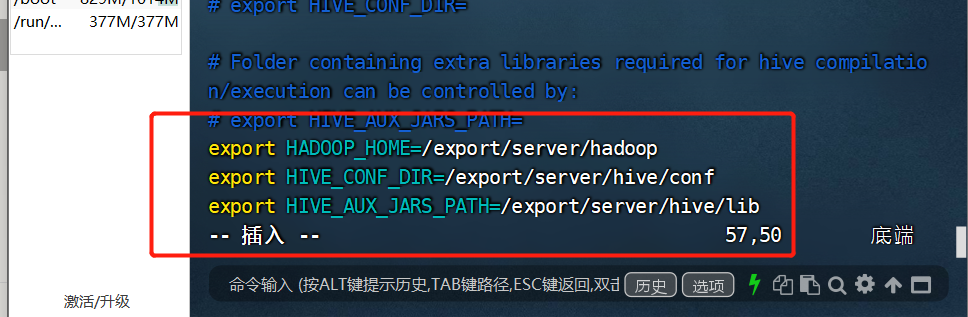 /boot 829M/1014M
/run/... 377M/377M
激活/升级
# export HIVE_CONF_DIR=
# Folder containing extra libraries required for hive compilatio
n/execution can be controlled by:
# export HIVE_AUX_JARS_PATH=
export HADOOP_HOME=/export/server/hadoop
export HIVE_CONF_DIR=/export/server/hive/conf
export HIVE_AUX_JARS_PATH=/export/server/hive/lib
-- 插入 -- 57,50 底端
命令输入 (按ALT键提示历史,TAB键路径,ESC键返回,双击 历史 选项